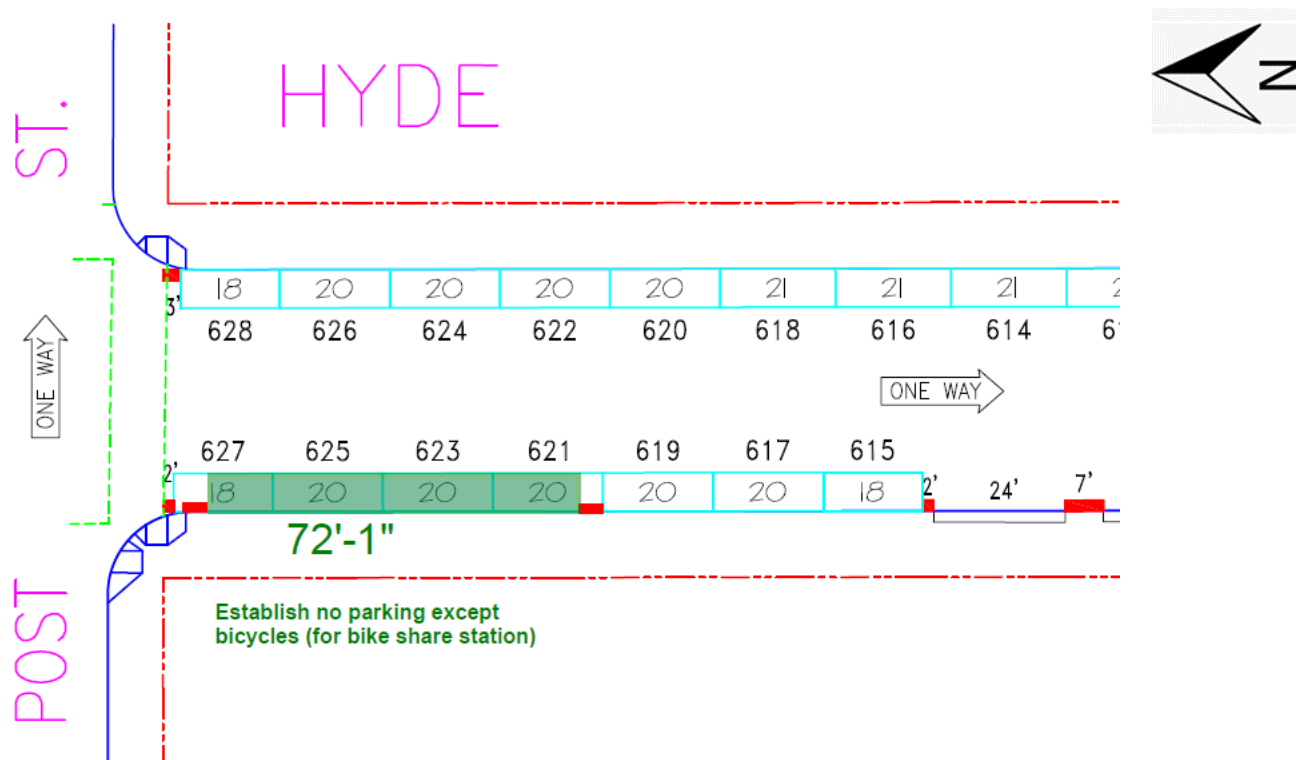 HYDE
N
POST ST.
ONE WAY
3'
18 20 20 20 20 21 21 21
628 626 624 622 620 618 616 614
ONE WAY
627 625 623 621 619 617 615
2'
18 20 20 20 20 20 18
2' 24' 7'
72'-1"
Establish no parking except
bicycles (for bike share station)